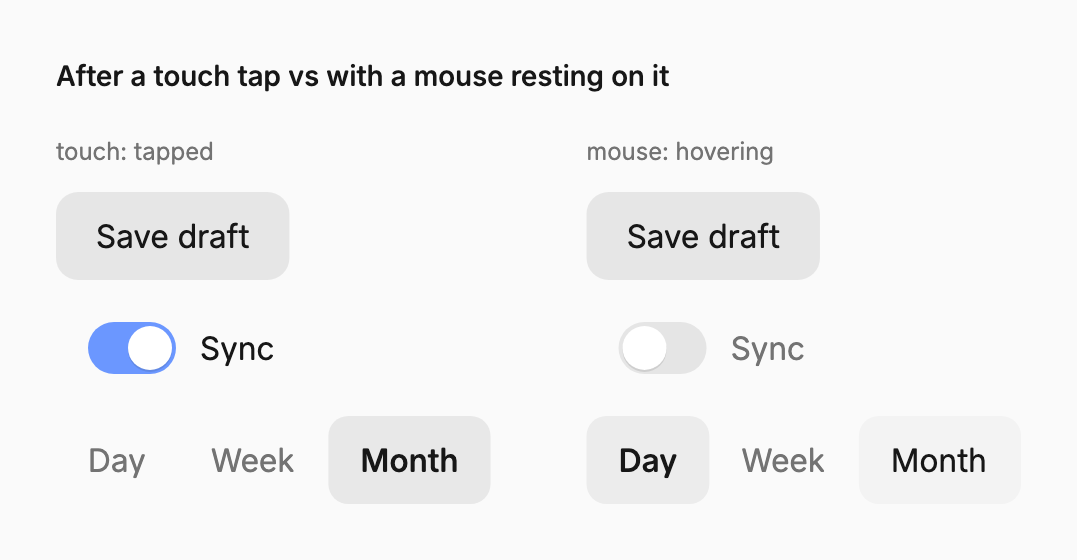 After a touch tap vs with a mouse resting on it
touch: tapped
Save draft
Sync
Day Week Month
mouse: hovering
Save draft
Sync
Day Week Month